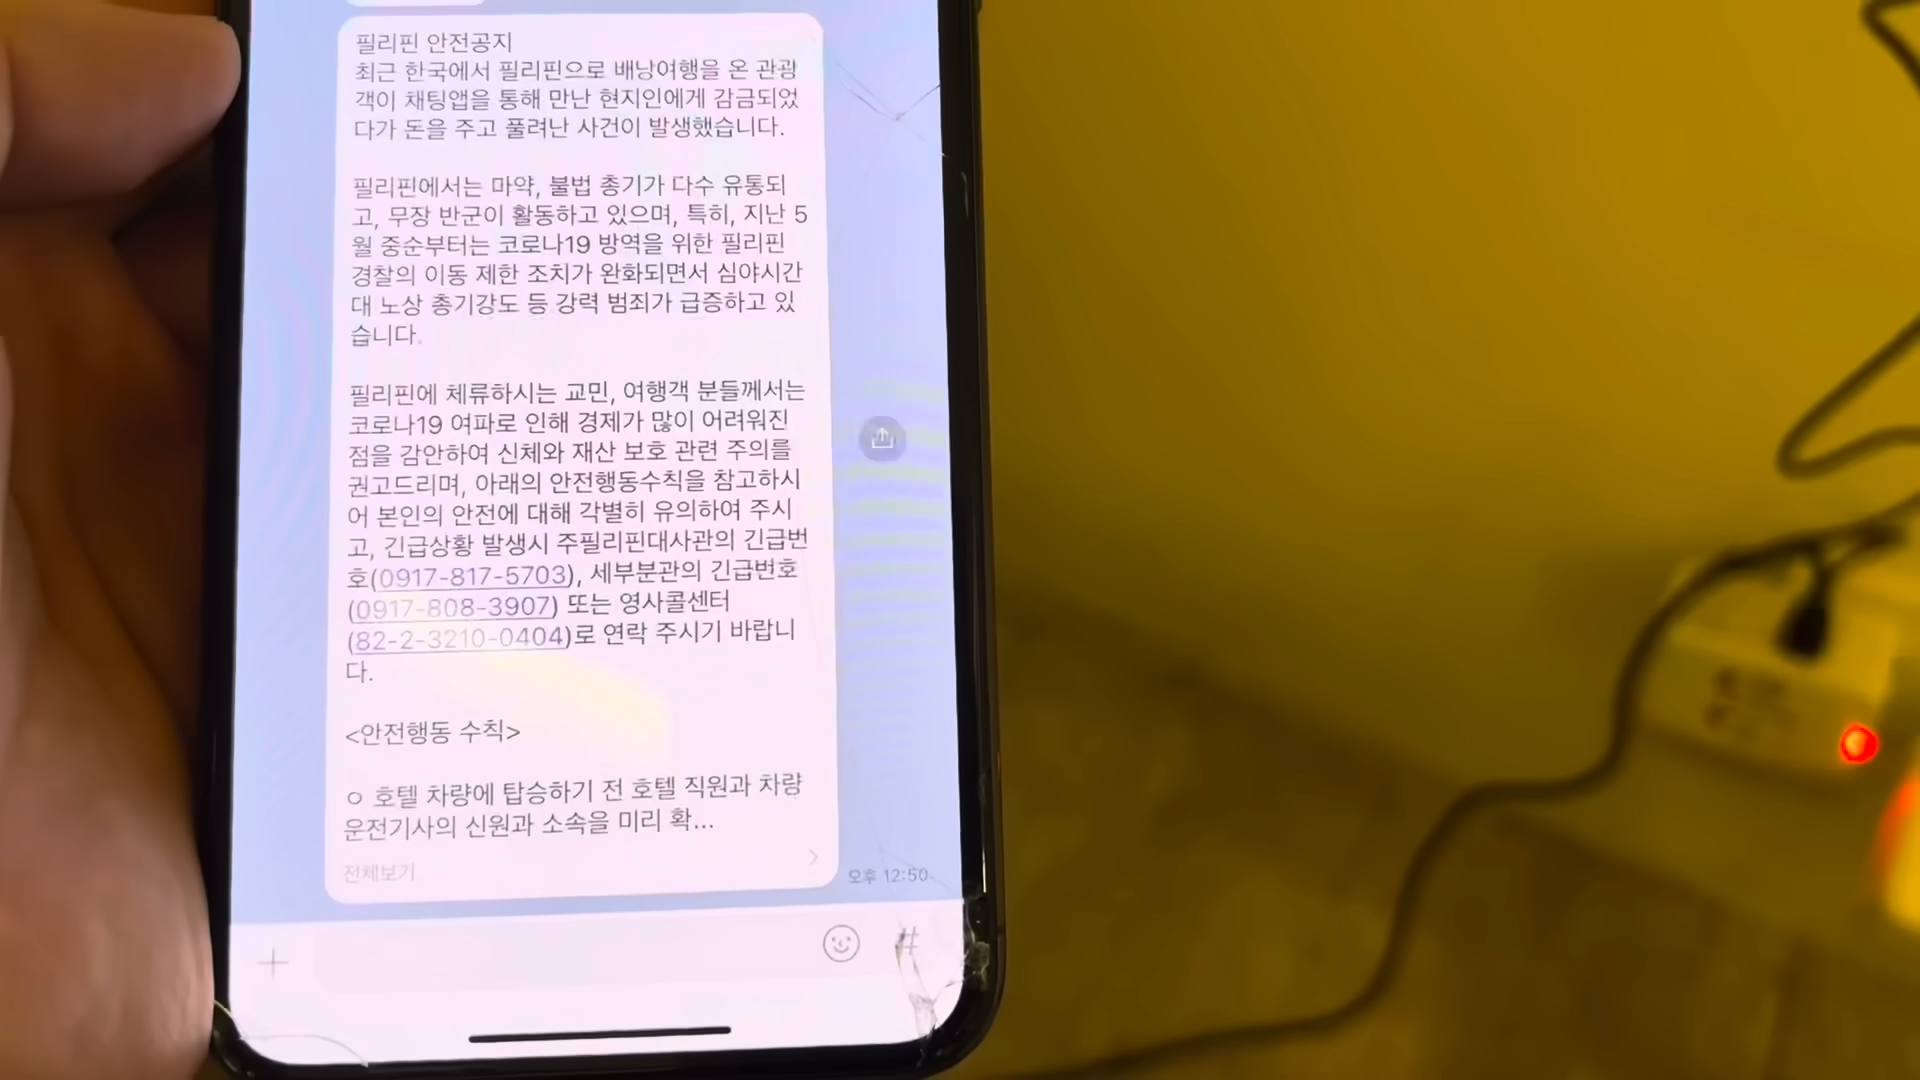 필리핀 안전공지
최근 한국에서 필리핀으로 배낭여행을 온 관광
객이 채팅앱을 통해 만난 현지인에게 감금되었
다가 돈을 주고 풀려난 사건이 발생했습니다.
필리핀에서는 마약, 불법 총기가 다수 유통되
고, 무장 반군이 활동하고 있으며, 특히, 지난 5
월 중순부터는 코로나19 방역을 위한 필리핀
경찰의 이동 제한 조치가 완화되면서 심야시간
대 노상 총기강도 등 강력 범죄가 급증하고 있
습니다.
필리핀에 체류하시는 교민, 여행객 분들께서는
코로나19 여파로 인해 경제가 많이 어려워진
점을 감안하여 신체와 재산 보호 관련 주의를
권고드리며, 아래의 안전행동수칙을 참고하시
어 본인의 안전에 대해 각별히 유의하여 주시
고, 긴급상황 발생시 주필리핀대사관의 긴급번
호(0917-817-5703), 세부분관의 긴급번호
(0917-808-3907) 또는 영사콜센터
(82-2-3210-0404)로 연락 주시기 바랍니
다.
<안전행동 수칙>
ㅇ 호텔 차량에 탑승하기 전 호텔 직원과 차량
운전기사의 신원과 소속을 미리 확...
전체보기
오후 12:50
#